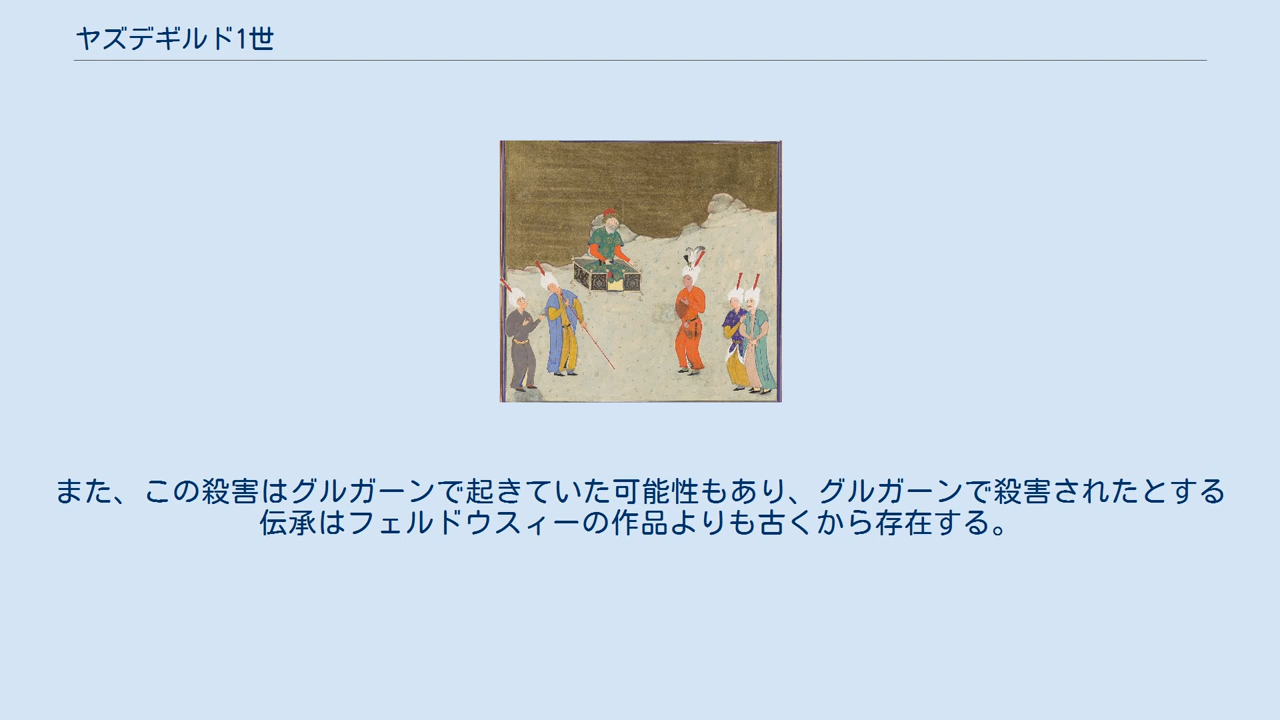 ヤズデギルド1世
また、この殺害はグルガーンで起きていた可能性もあり、グルガーンで殺害されたとする
伝承はフェルドウスィーの作品よりも古くから存在する。